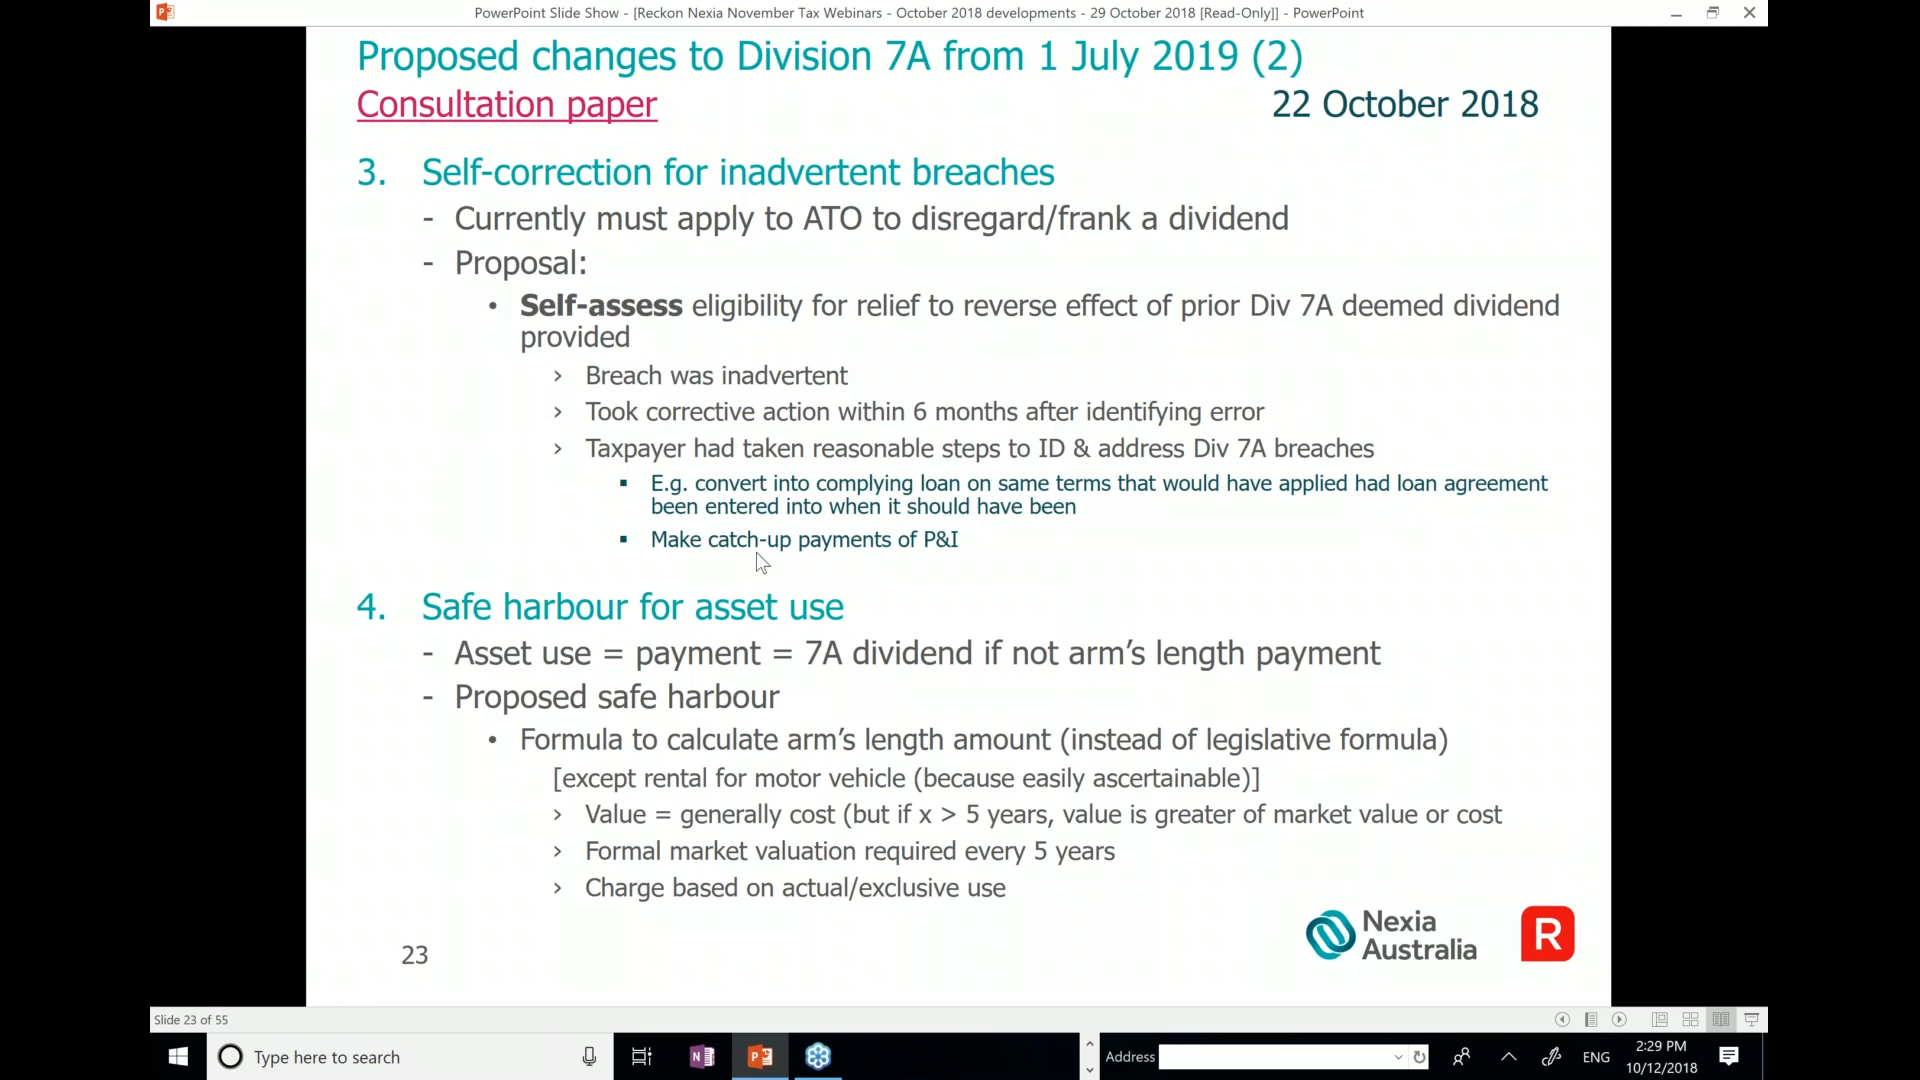 PowerPoint Slide Show - [Reckon Nexia November Tax Webinars - October 2018 developments - 29 October 2018 [Read-Only]] - PowerPoint
Proposed changes to Division 7A from 1 July 2019 (2)
Consultation paper 22 October 2018
3. Self-correction for inadvertent breaches
- Currently must apply to ATO to disregard/frank a dividend
- Proposal:
• Self-assess eligibility for relief to reverse effect of prior Div 7A deemed dividend
provided
› Breach was inadvertent
› Took corrective action within 6 months after identifying error
› Taxpayer had taken reasonable steps to ID & address Div 7A breaches
▪ E.g. convert into complying loan on same terms that would have applied had loan agreement
been entered into when it should have been
▪ Make catch-up payments of P&I
4. Safe harbour for asset use
- Asset use = payment = 7A dividend if not arm’s length payment
- Proposed safe harbour
• Formula to calculate arm’s length amount (instead of legislative formula)
[except rental for motor vehicle (because easily ascertainable)]
› Value = generally cost (but if x > 5 years, value is greater of market value or cost
› Formal market valuation required every 5 years
› Charge based on actual/exclusive use
Nexia
Australia
R
23
Slide 23 of 55
Type here to search
Address
ENG
2:29 PM
10/12/2018